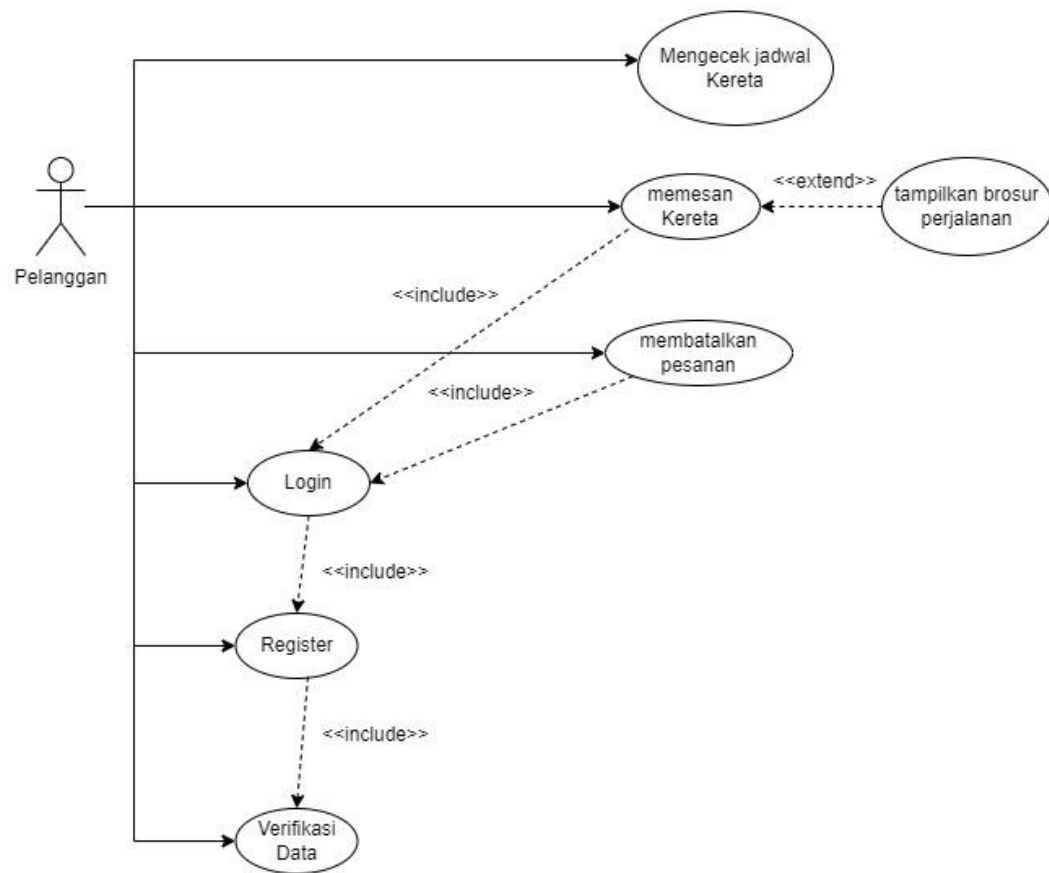 Mengecek jadwal
Kereta
Pelanggan
memesan
Kereta
<<extend>>
tampilkan brosur
perjalanan
<<include>>
membatalkan
pesanan
<<include>>
Login
<<include>>
Register
<<include>>
Verifikasi
Data